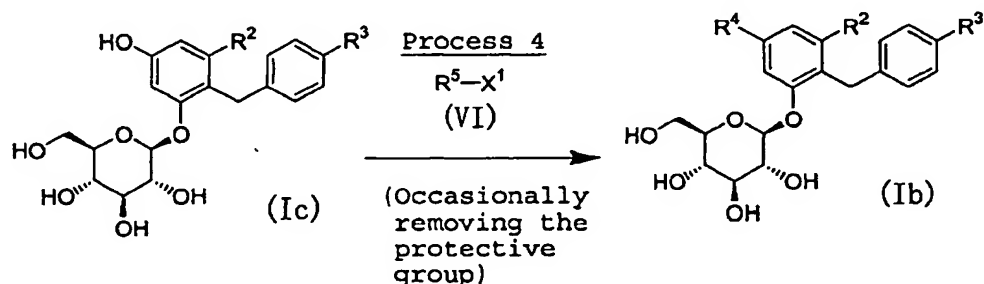 HO
R²
R³
O
HO
O
HO
OH
OH
(Ic)
Process 4
R⁵—X¹
(VI)
(Occasionally
removing the
protective
group)
R⁴
R²
R³
O
HO
O
HO
OH
OH
(Ib)